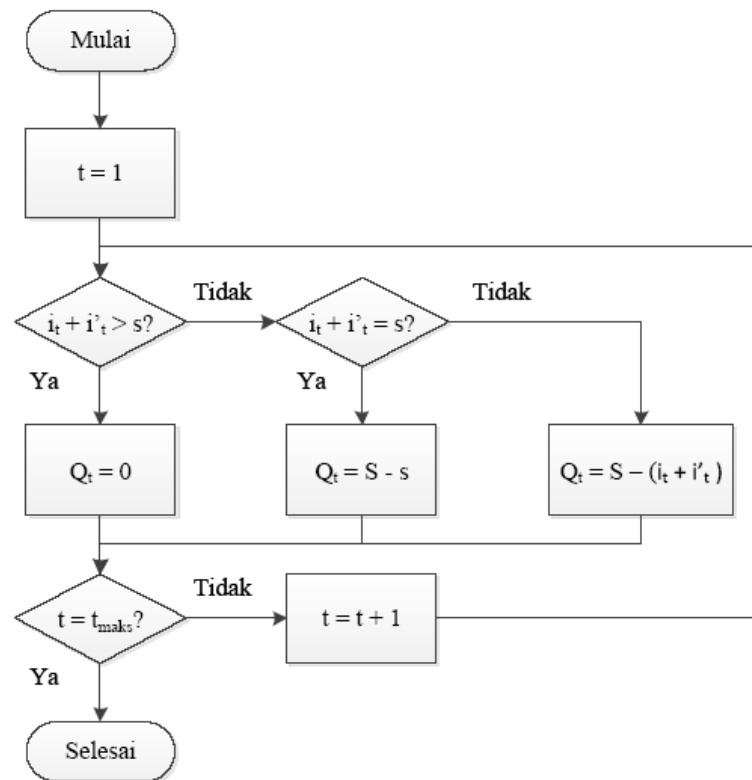 Mulai
t = 1
Tidak
Tidak
iₜ + i’ₜ > s?
iₜ + i’ₜ = s?
Ya
Ya
Qₜ = 0
Qₜ = S - s
Qₜ = S – (iₜ + i′ₜ )
Tidak
t = tₘₐₖₛ?
t = t + 1
Ya
Selesai